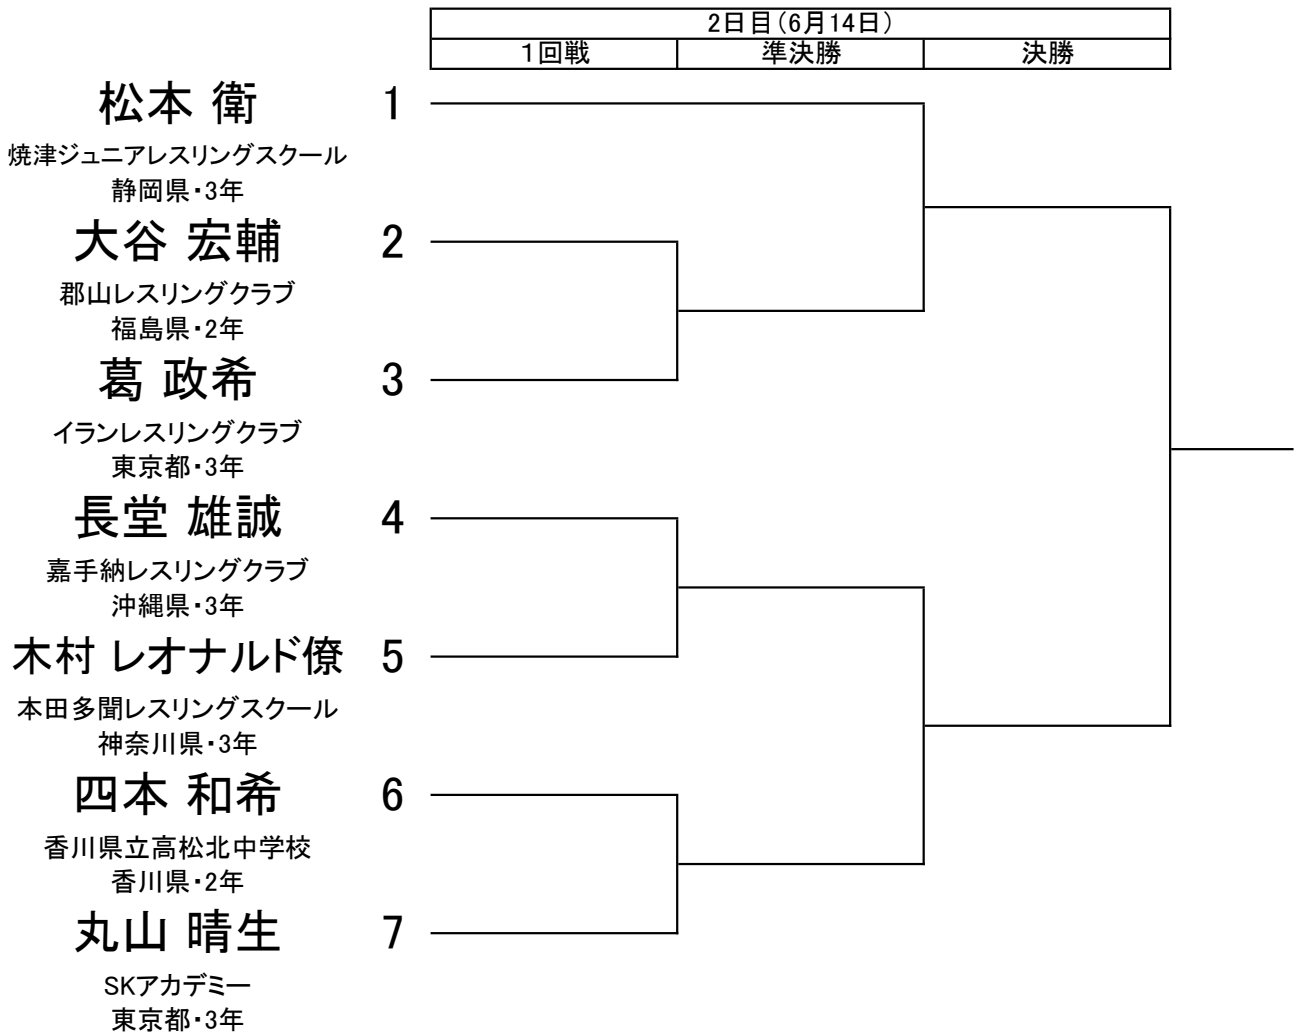 2日目(6月14日)
1回戦 準決勝 決勝
松本 衛 1
焼津ジュニアレスリングスクール
静岡県・3年
大谷 宏輔 2
郡山レスリングクラブ
福島県・2年
葛 政希 3
イランレスリングクラブ
東京都・3年
長堂 雄誠 4
嘉手納レスリングクラブ
沖縄県・3年
木村 レオナルド僚 5
本田多聞レスリングスクール
神奈川県・3年
四本 和希 6
香川県立高松北中学校
香川県・2年
丸山 晴生 7
SKアカデミー
東京都・3年